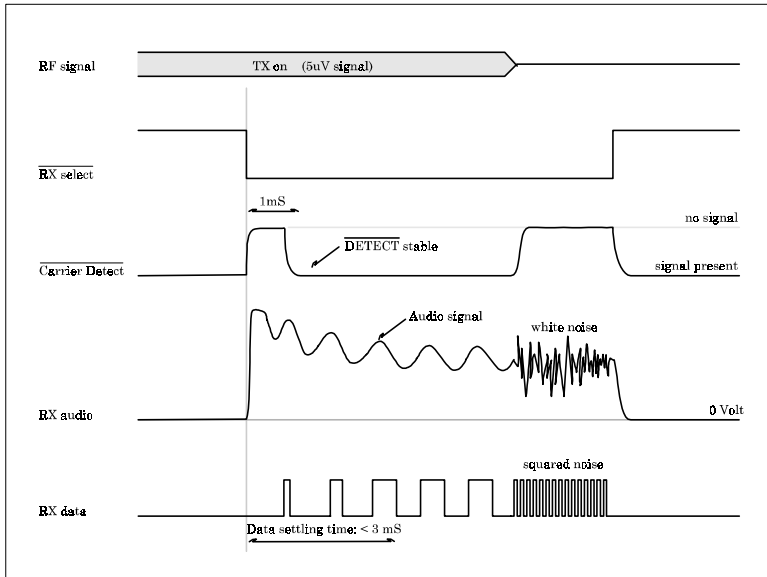 RF signal
TX on (5uV signal)
RX select
1mS
no signal
DETECT stable
Carrier Detect
signal present
Audio signal
white noise
RX audio
0 Volt
squared noise
RX data
Data settling time: < 3 mS